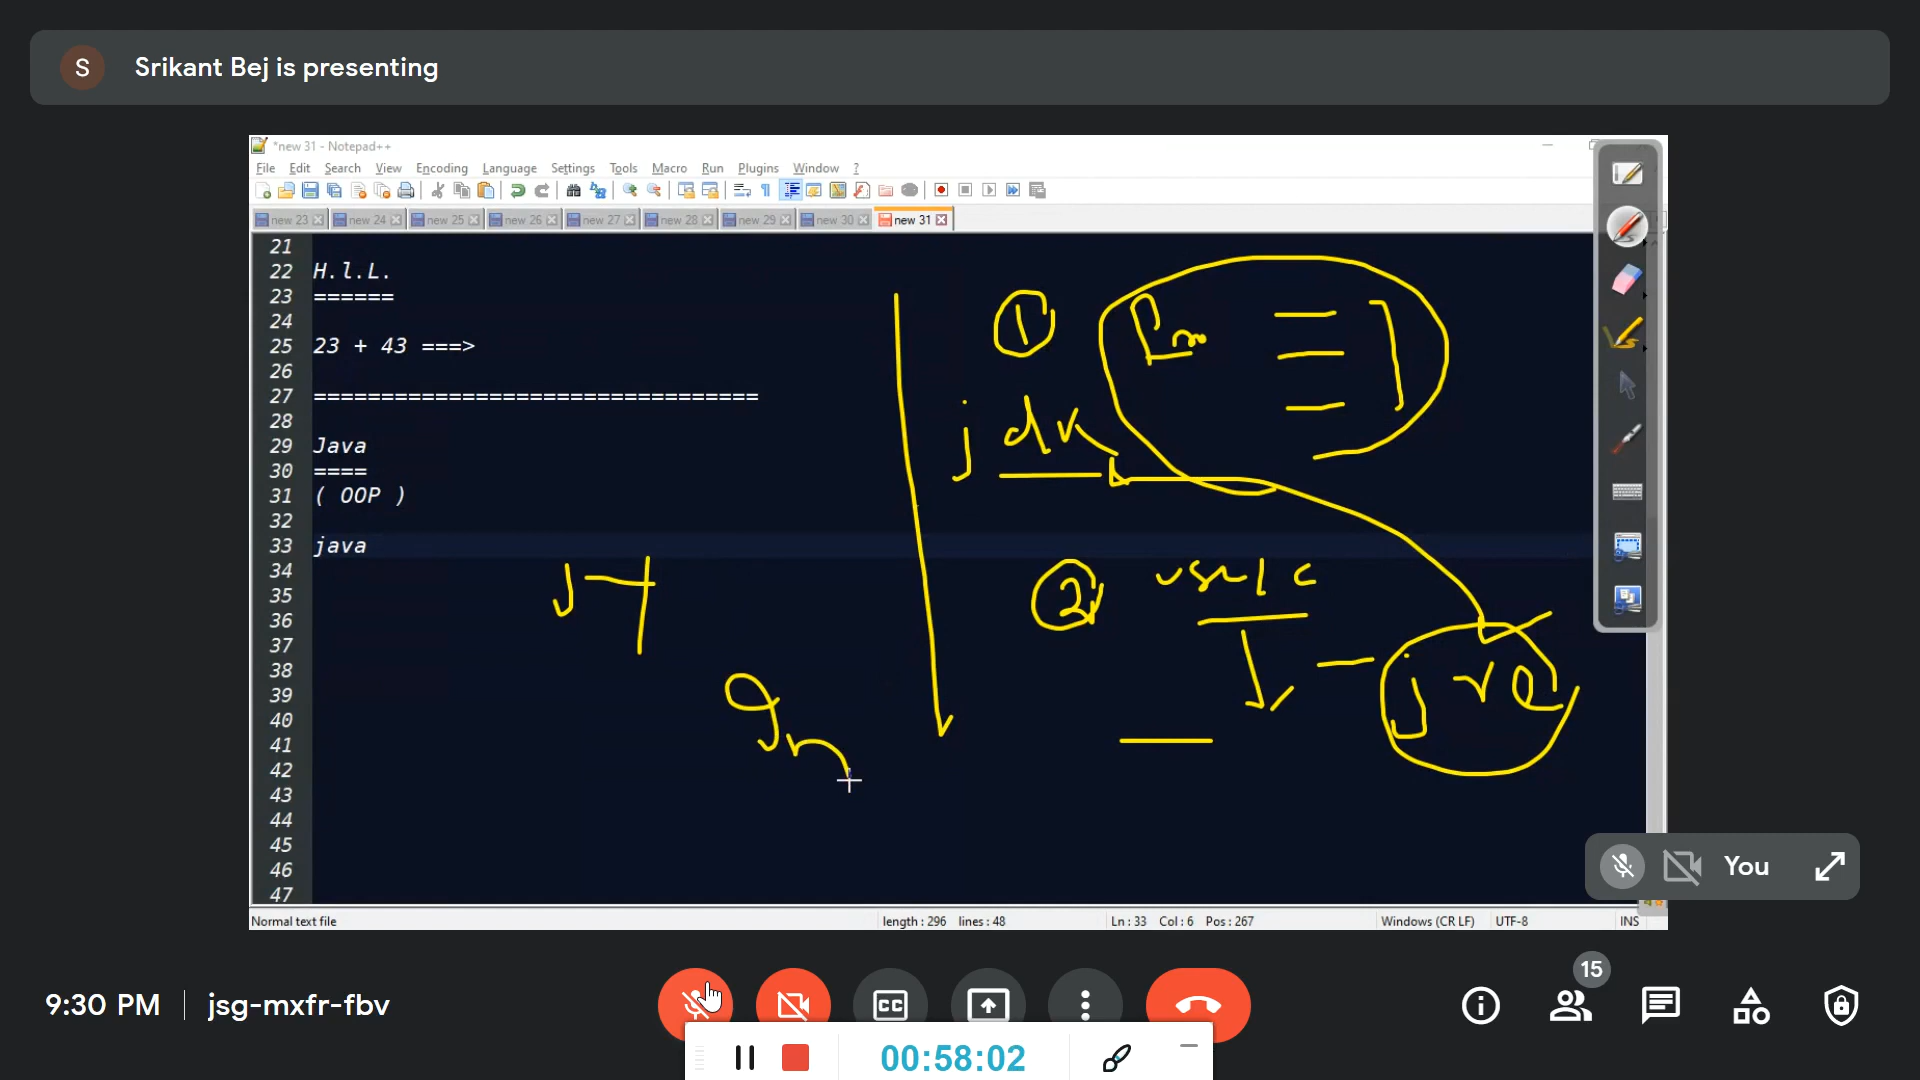 S Srikant Bej is presenting
*new 31 - Notepad++
File Edit Search View Encoding Language Settings Tools Macro Run Plugins Window ?
new 23 new 24 new 25 new 26 new 27 new 28 new 29 new 30 new 31
21
22 H.l.L.
23 ======
24
25 23 + 43 ===>
26
27 =================================
28
29 Java
30 ====
31 ( OOP )
32
33 java
34
35
36
37
38
39
40
41
42
43
44
45
46
47
1
jdk
2
jre
Normal text file length : 296 lines : 48 Ln : 33 Col : 6 Pos : 267 Windows (CR LF) UTF-8 INS
You
9:30 PM jsg-mxfr-fbv
CC
15
00:58:02